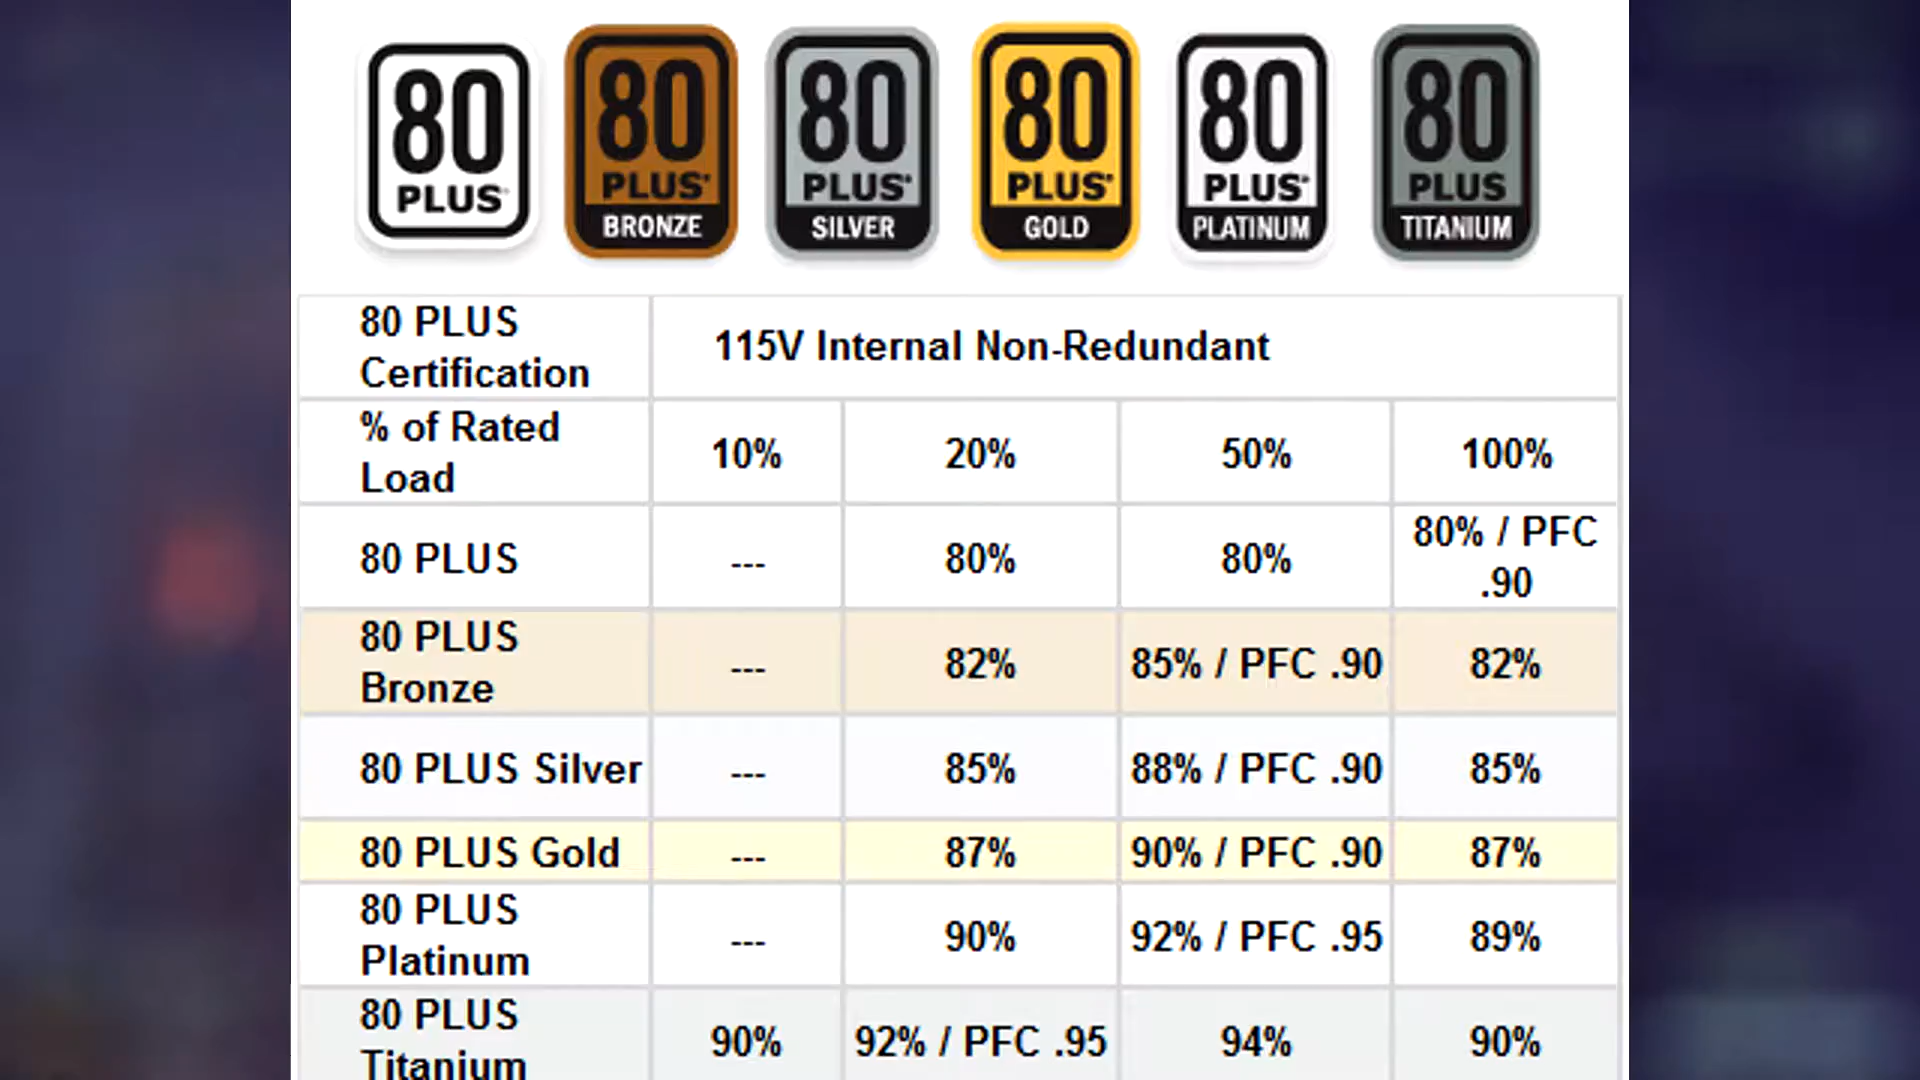 80 PLUS
80 PLUS BRONZE
80 PLUS SILVER
80 PLUS GOLD
80 PLUS PLATINUM
80 PLUS TITANIUM
80 PLUS
Certification
115V Internal Non-Redundant
% of Rated
Load
10% 20% 50% 100%
80 PLUS --- 80% 80% 80% / PFC
.90
80 PLUS
Bronze
--- 82% 85% / PFC .90 82%
80 PLUS Silver --- 85% 88% / PFC .90 85%
80 PLUS Gold --- 87% 90% / PFC .90 87%
80 PLUS
Platinum
--- 90% 92% / PFC .95 89%
80 PLUS
Titanium
90% 92% / PFC .95 94% 90%